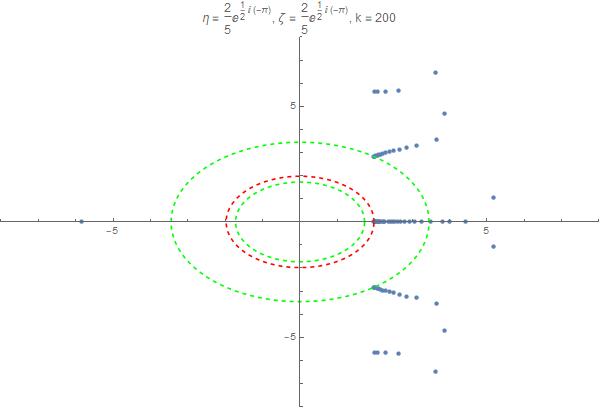 η = 2/5 e^{1/2 i (-π)}, ζ = 2/5 e^{1/2 i (-π)}, k = 200
5
−5
5
−5